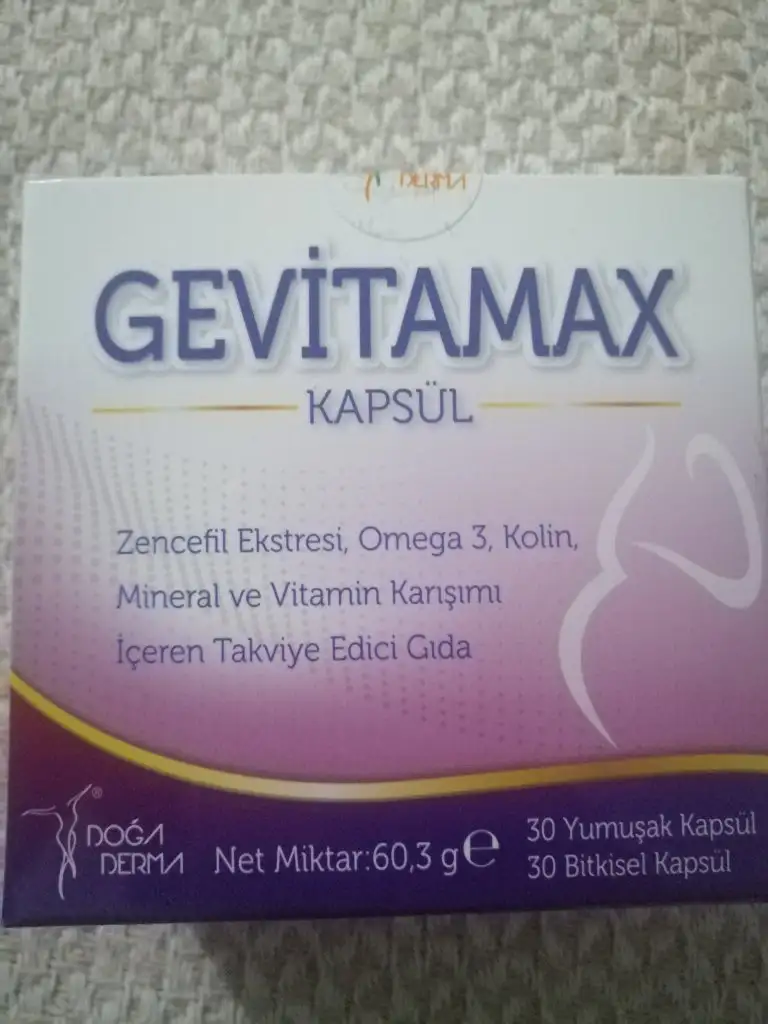 DERMA
GEVİTAMAX
KAPSÜL
Zencefil Ekstresi, Omega 3, Kolin,
Mineral ve Vitamin Karışımı
İçeren Takviye Edici Gıda
®
DOĞA
DERMA
Net Miktar:60,3 g ℮
30 Yumuşak Kapsül
30 Bitkisel Kapsül